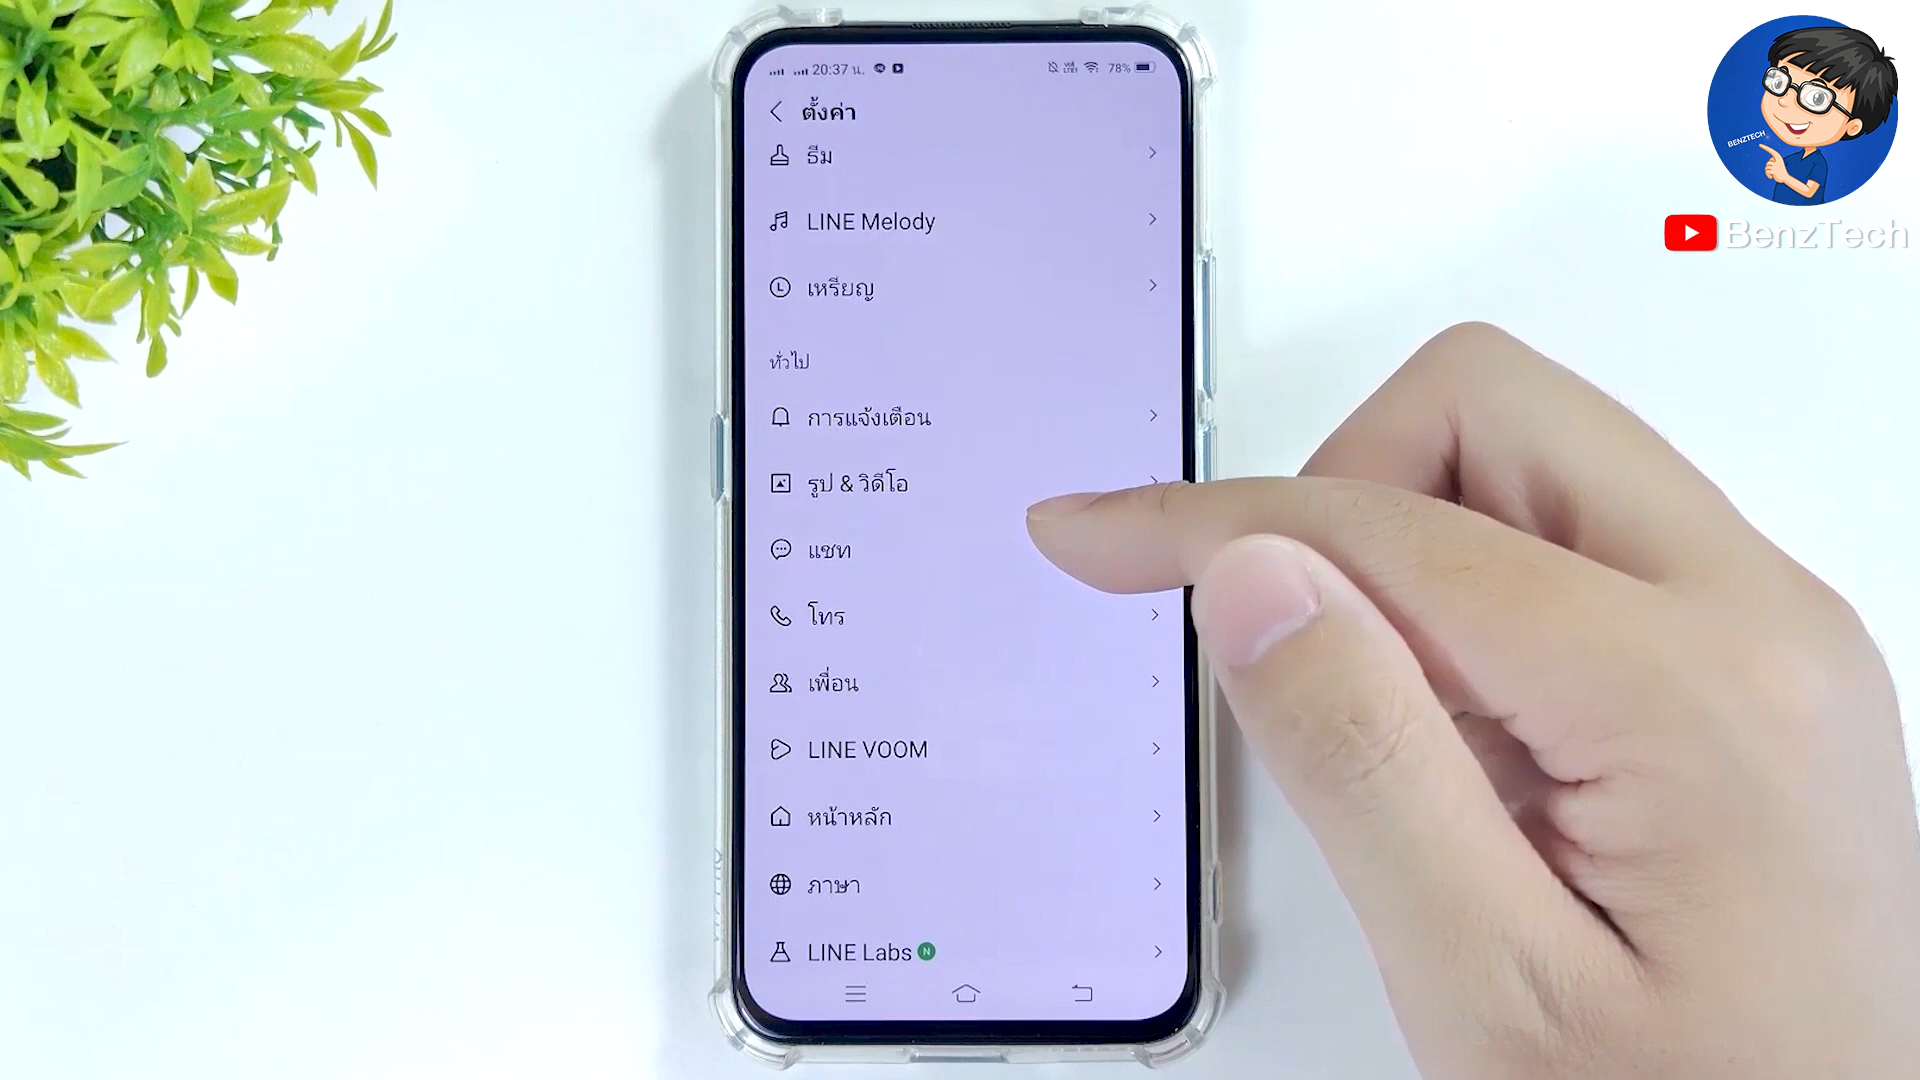 20:37 น.
78%
ตั้งค่า
ธีม
LINE Melody
เหรียญ
ทั่วไป
การแจ้งเตือน
รูป & วิดีโอ
แชท
โทร
เพื่อน
LINE VOOM
หน้าหลัก
ภาษา
LINE Labs N
BENZTECH
BenzTech